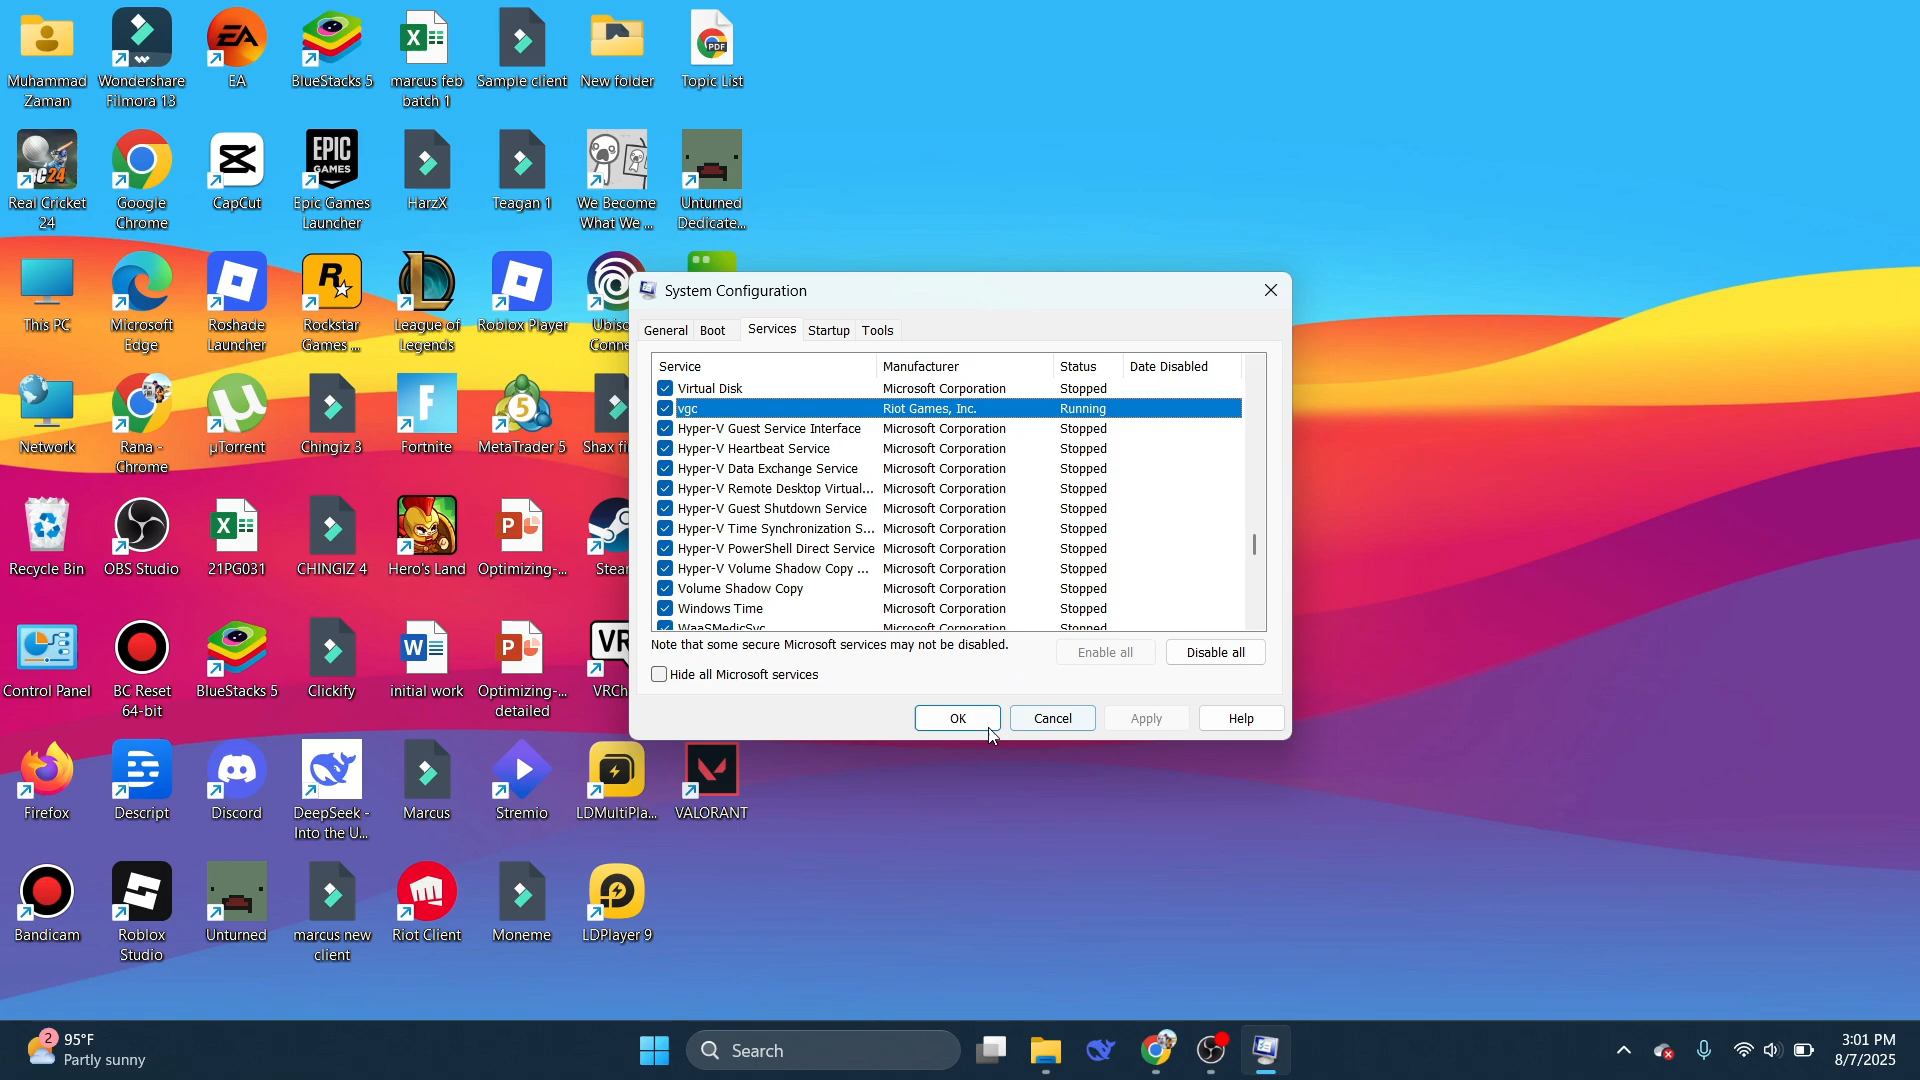 Muhammad
Zaman
Wondershare
Filmora 13
EA
EA
BlueStacks 5
marcus feb
batch 1
Sample client
New folder
PDF
Topic List
Real Cricket
24
Google
Chrome
CapCut
EPIC
GAMES
Epic Games
Launcher
HarzX
Teagan 1
We Become
What We ...
Unturned
Dedicate...
This PC
Microsoft
Edge
Roshade
Launcher
Rockstar
Games ...
League of
Legends
Roblox Player
Network
Rana -
Chrome
µTorrent
Chingiz 3
Fortnite
MetaTrader 5
Recycle Bin
OBS Studio
21PG031
CHINGIZ 4
Hero's Land
Optimizing-...
Control Panel
BC Reset
64-bit
BlueStacks 5
Clickify
initial work
Optimizing-...
detailed
Firefox
Descript
Discord
DeepSeek -
Into the U...
Marcus
Stremio
LDMultiPla...
VALORANT
Bandicam
Roblox
Studio
Unturned
marcus new
client
Riot Client
Moneme
LDPlayer 9
System Configuration
General Boot Services Startup Tools
Service Manufacturer Status Date Disabled
Virtual Disk Microsoft Corporation Stopped
vgc Riot Games, Inc. Running
Hyper-V Guest Service Interface Microsoft Corporation Stopped
Hyper-V Heartbeat Service Microsoft Corporation Stopped
Hyper-V Data Exchange Service Microsoft Corporation Stopped
Hyper-V Remote Desktop Virtual... Microsoft Corporation Stopped
Hyper-V Guest Shutdown Service Microsoft Corporation Stopped
Hyper-V Time Synchronization S... Microsoft Corporation Stopped
Hyper-V PowerShell Direct Service Microsoft Corporation Stopped
Hyper-V Volume Shadow Copy ... Microsoft Corporation Stopped
Volume Shadow Copy Microsoft Corporation Stopped
Windows Time Microsoft Corporation Stopped
WaaSMedicSvc Microsoft Corporation Stopped
Note that some secure Microsoft services may not be disabled.
Enable all Disable all
Hide all Microsoft services
OK Cancel Apply Help
2
95°F
Partly sunny
Search
3:01 PM
8/7/2025